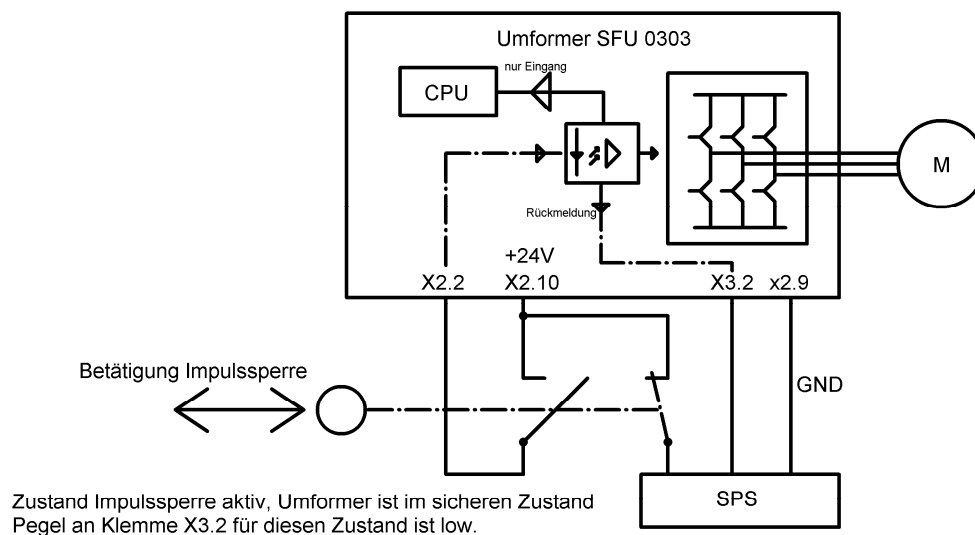 Umformer SFU 0303
nur Eingang
CPU
M
Rückmeldung
+24V
X2.2 X2.10 X3.2 x2.9
Betätigung Impulssperre
GND
SPS
Zustand Impulssperre aktiv, Umformer ist im sicheren Zustand
Pegel an Klemme X3.2 für diesen Zustand ist low.